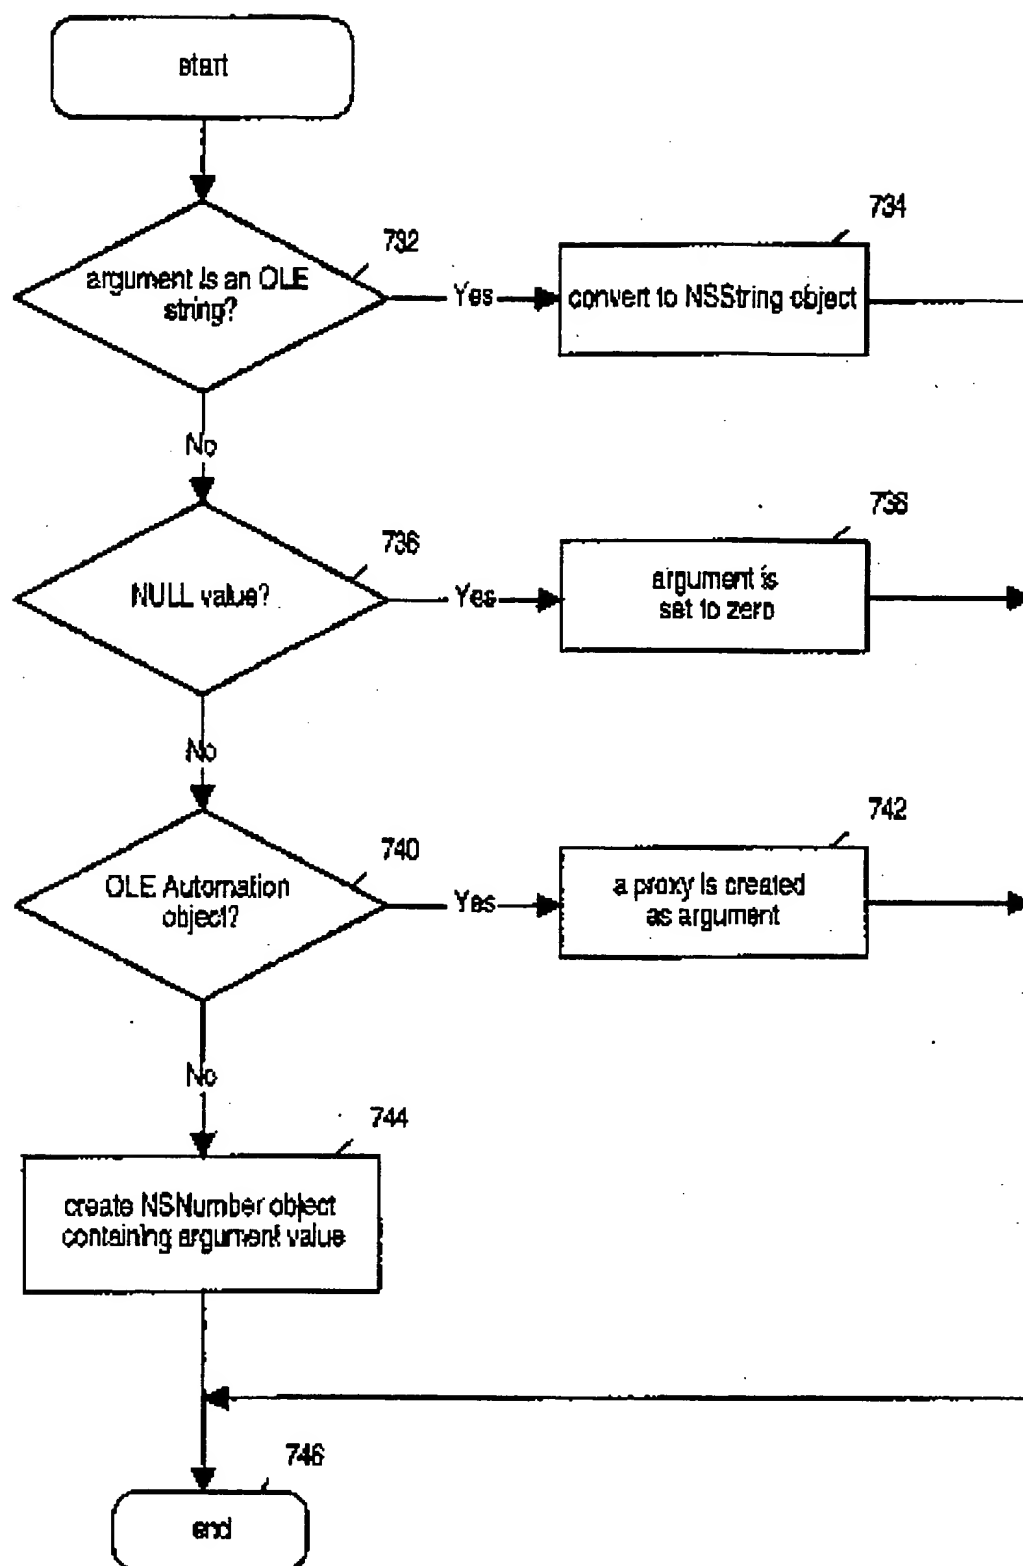 start
732
argument is an OLE
string?
Yes
734
convert to NSString object
No
736
NULL value?
Yes
738
argument is
set to zero
No
740
OLE Automation
object?
Yes
742
a proxy is created
as argument
No
744
create NSNumber object
containing argument value
746
end